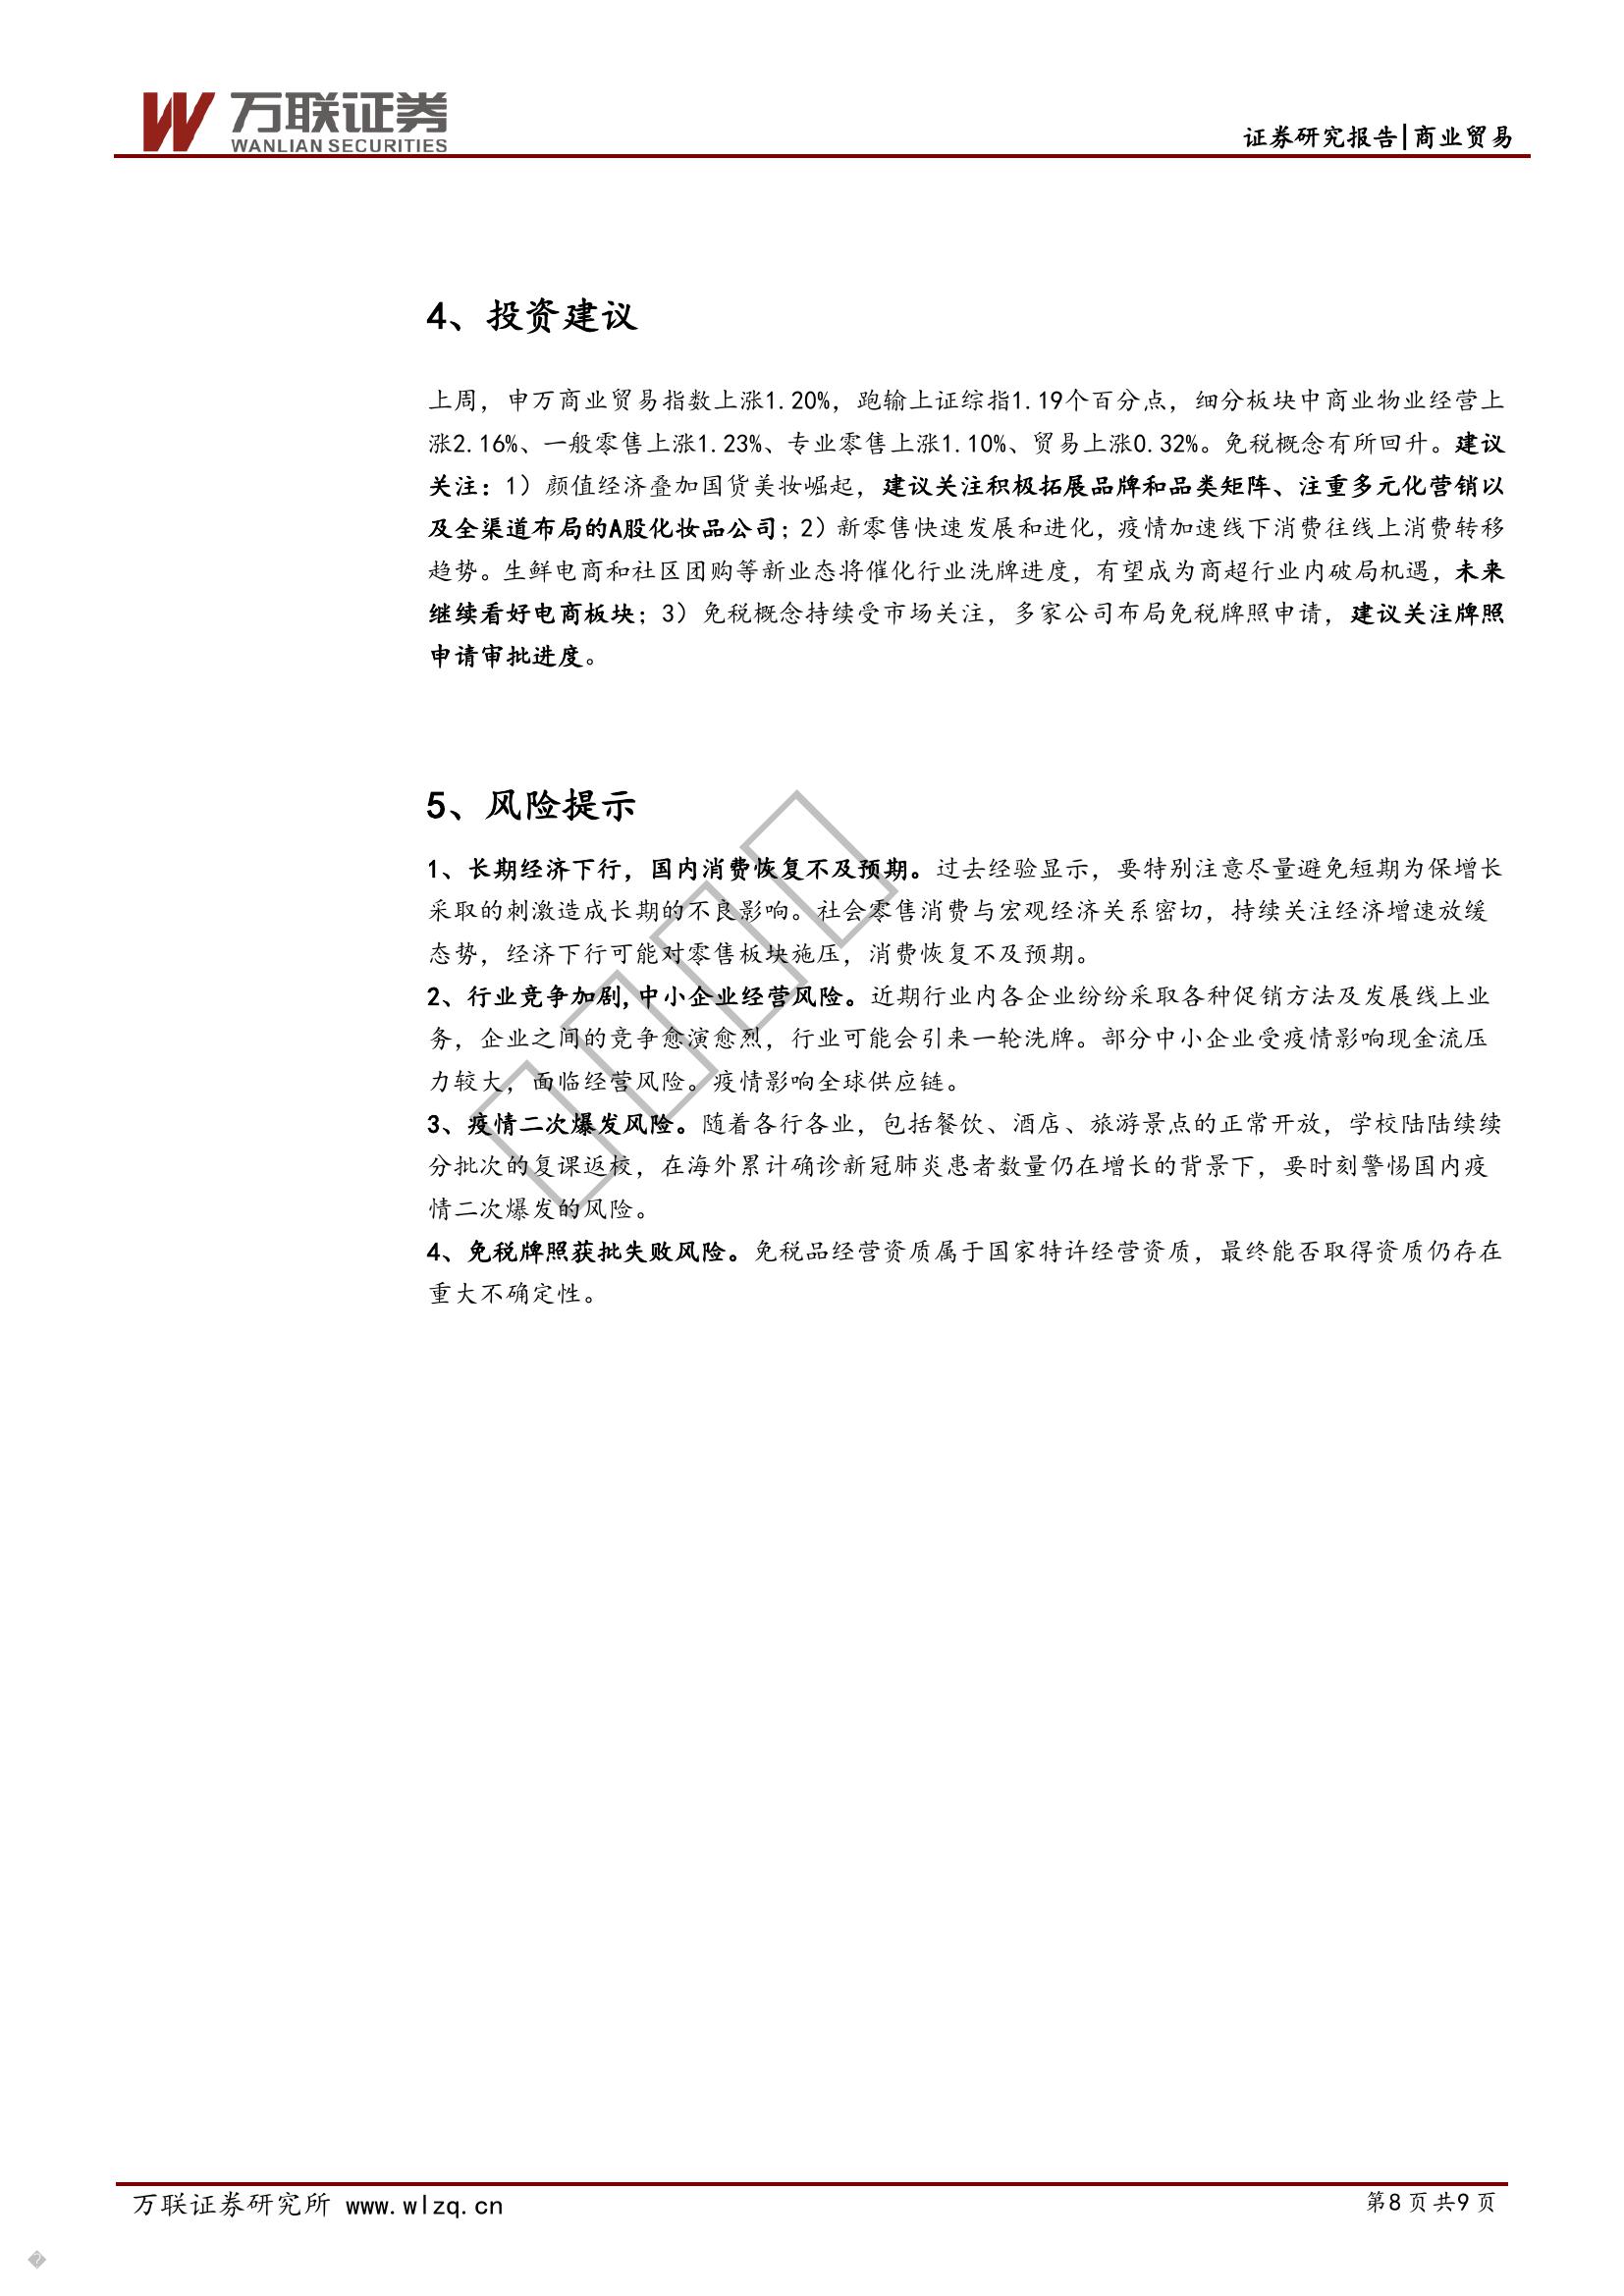 万联证券
WANLIAN SECURITIES
证券研究报告|商业贸易
4、投资建议
上周，申万商业贸易指数上涨1.20%，跑输上证综指1.19个百分点，细分板块中商业物业经营上
涨2.16%、一般零售上涨1.23%、专业零售上涨1.10%、贸易上涨0.32%。免税概念有所回升。建议
关注：1）颜值经济叠加国货美妆崛起，建议关注积极拓展品牌和品类矩阵、注重多元化营销以
及全渠道布局的A股化妆品公司；2）新零售快速发展和进化，疫情加速线下消费往线上消费转移
趋势。生鲜电商和社区团购等新业态将催化行业洗牌进度，有望成为商超行业内破局机遇，未来
继续看好电商板块；3）免税概念持续受市场关注，多家公司布局免税牌照申请，建议关注牌照
申请审批进度。
5、风险提示
1、长期经济下行，国内消费恢复不及预期。过去经验显示，要特别注意尽量避免短期为保增长
采取的刺激造成长期的不良影响。社会零售消费与宏观经济关系密切，持续关注经济增速放缓
态势，经济下行可能对零售板块施压，消费恢复不及预期。
2、行业竞争加剧,中小企业经营风险。近期行业内各企业纷纷采取各种促销方法及发展线上业
务，企业之间的竞争愈演愈烈，行业可能会引来一轮洗牌。部分中小企业受疫情影响现金流压
力较大，面临经营风险。疫情影响全球供应链。
3、疫情二次爆发风险。随着各行各业，包括餐饮、酒店、旅游景点的正常开放，学校陆陆续续
分批次的复课返校，在海外累计确诊新冠肺炎患者数量仍在增长的背景下，要时刻警惕国内疫
情二次爆发的风险。
4、免税牌照获批失败风险。免税品经营资质属于国家特许经营资质，最终能否取得资质仍存在
重大不确定性。
万联证券研究所 www.wlzq.cn
第8页共9页